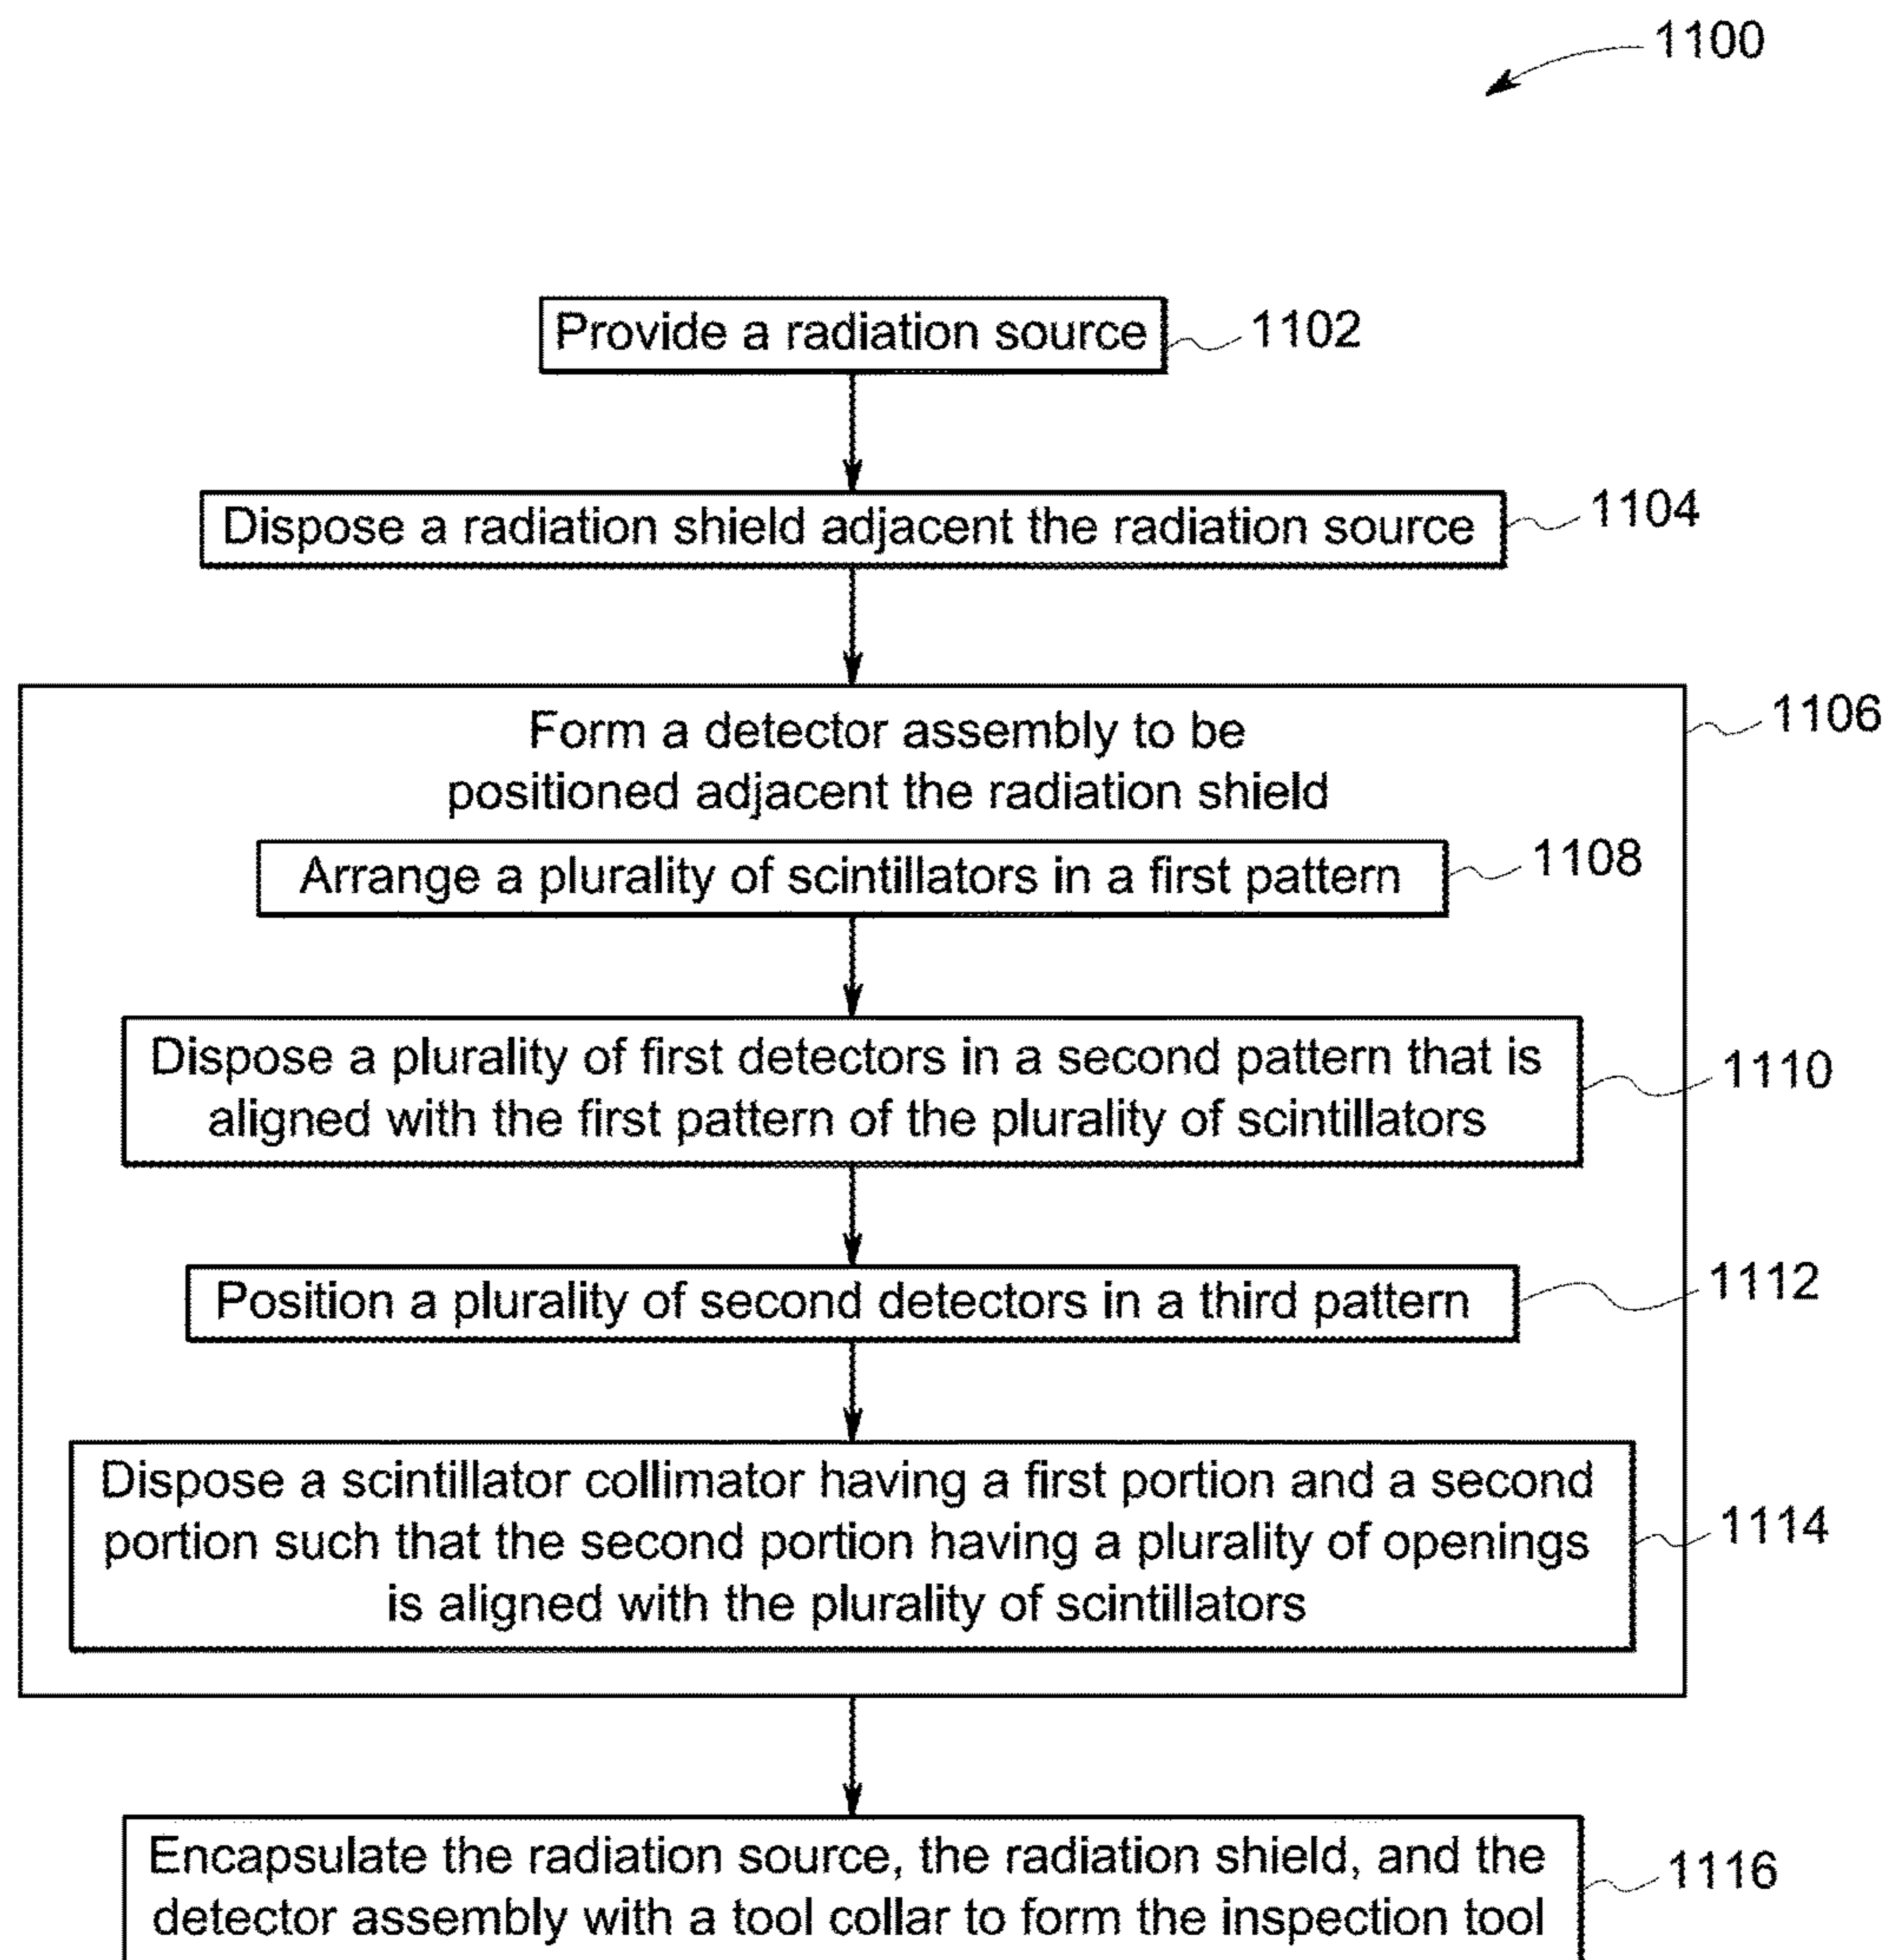 1100
Provide a radiation source
1102
Dispose a radiation shield adjacent the radiation source
1104
Form a detector assembly to be
positioned adjacent the radiation shield
1106
Arrange a plurality of scintillators in a first pattern
1108
Dispose a plurality of first detectors in a second pattern that is
aligned with the first pattern of the plurality of scintillators
1110
Position a plurality of second detectors in a third pattern
1112
Dispose a scintillator collimator having a first portion and a second
portion such that the second portion having a plurality of openings
is aligned with the plurality of scintillators
1114
Encapsulate the radiation source, the radiation shield, and the
detector assembly with a tool collar to form the inspection tool
1116